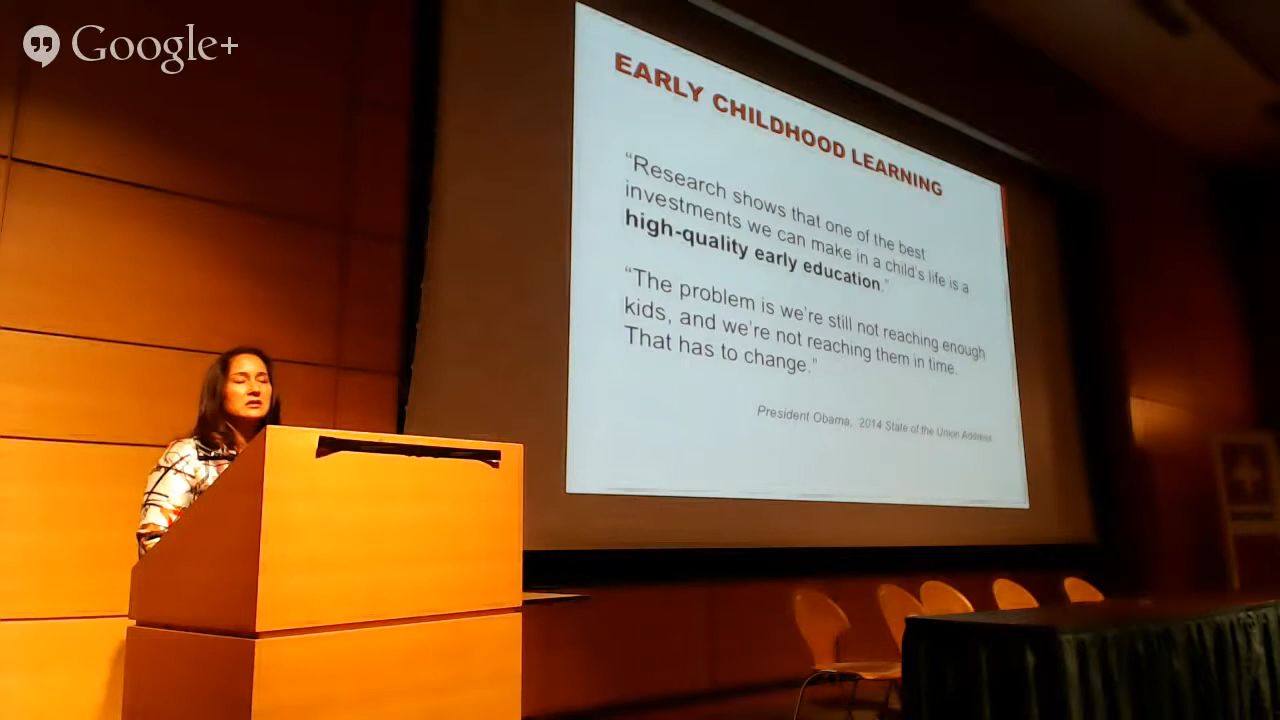 Google+
EARLY CHILDHOOD LEARNING
“Research shows that one of the best
investments we can make in a child’s life is a
high-quality early education.”
“The problem is we’re still not reaching enough
kids, and we’re not reaching them in time.
That has to change.”
President Obama, 2014 State of the Union Address